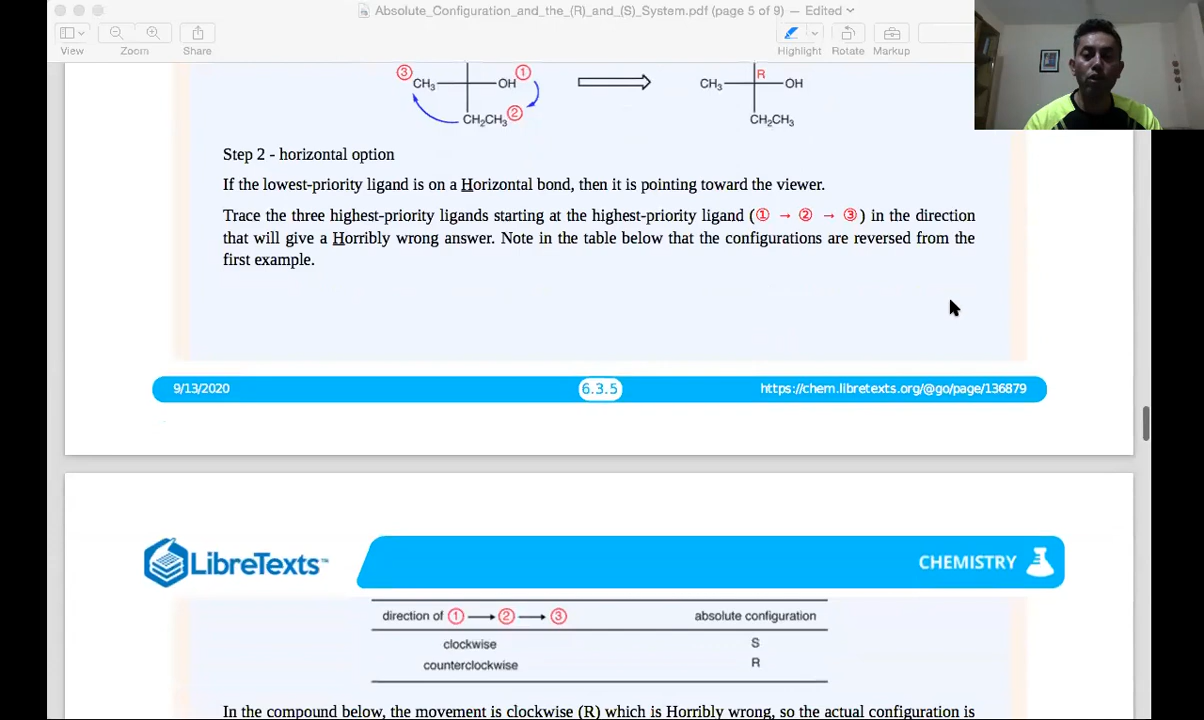 Absolute_Configuration_and_the_(R)_and_(S)_System.pdf (page 5 of 9) — Edited
View
Zoom
Share
Highlight
Rotate
Markup
③ CH3 OH ①
CH2CH3 ②
R
CH3 OH
CH2CH3
Step 2 - horizontal option
If the lowest-priority ligand is on a Horizontal bond, then it is pointing toward the viewer.
Trace the three highest-priority ligands starting at the highest-priority ligand (① → ② → ③) in the direction
that will give a Horribly wrong answer. Note in the table below that the configurations are reversed from the
first example.
9/13/2020 6.3.5 https://chem.libretexts.org/@go/page/136879
LibreTexts™ CHEMISTRY
direction of ① → ② → ③ absolute configuration
clockwise S
counterclockwise R
In the compound below, the movement is clockwise (R) which is Horribly wrong, so the actual configuration is